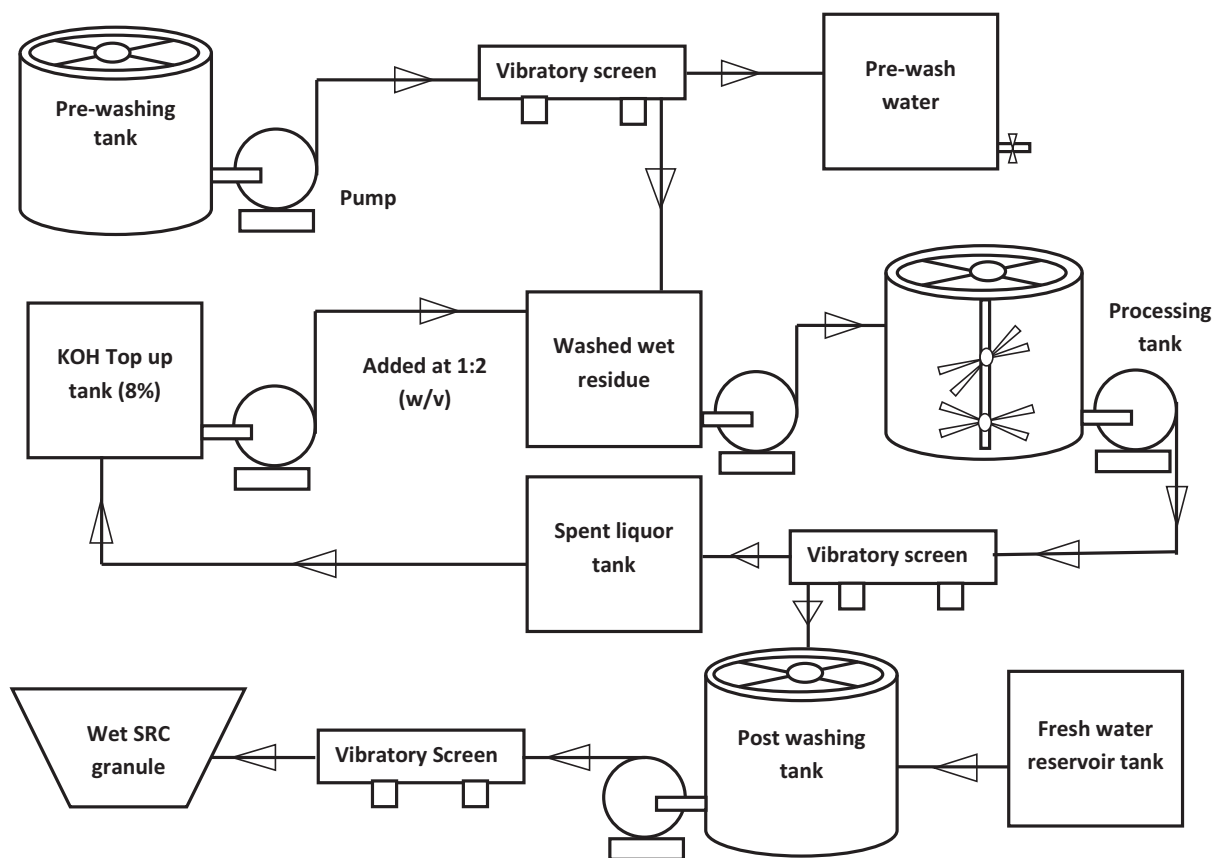 Pre-washing
tank
Pump
Vibratory screen
Pre-wash
water
KOH Top up
tank (8%)
Added at 1:2
(w/v)
Washed wet
residue
Processing
tank
Spent liquor
tank
Vibratory screen
Wet SRC
granule
Vibratory Screen
Post washing
tank
Fresh water
reservoir tank